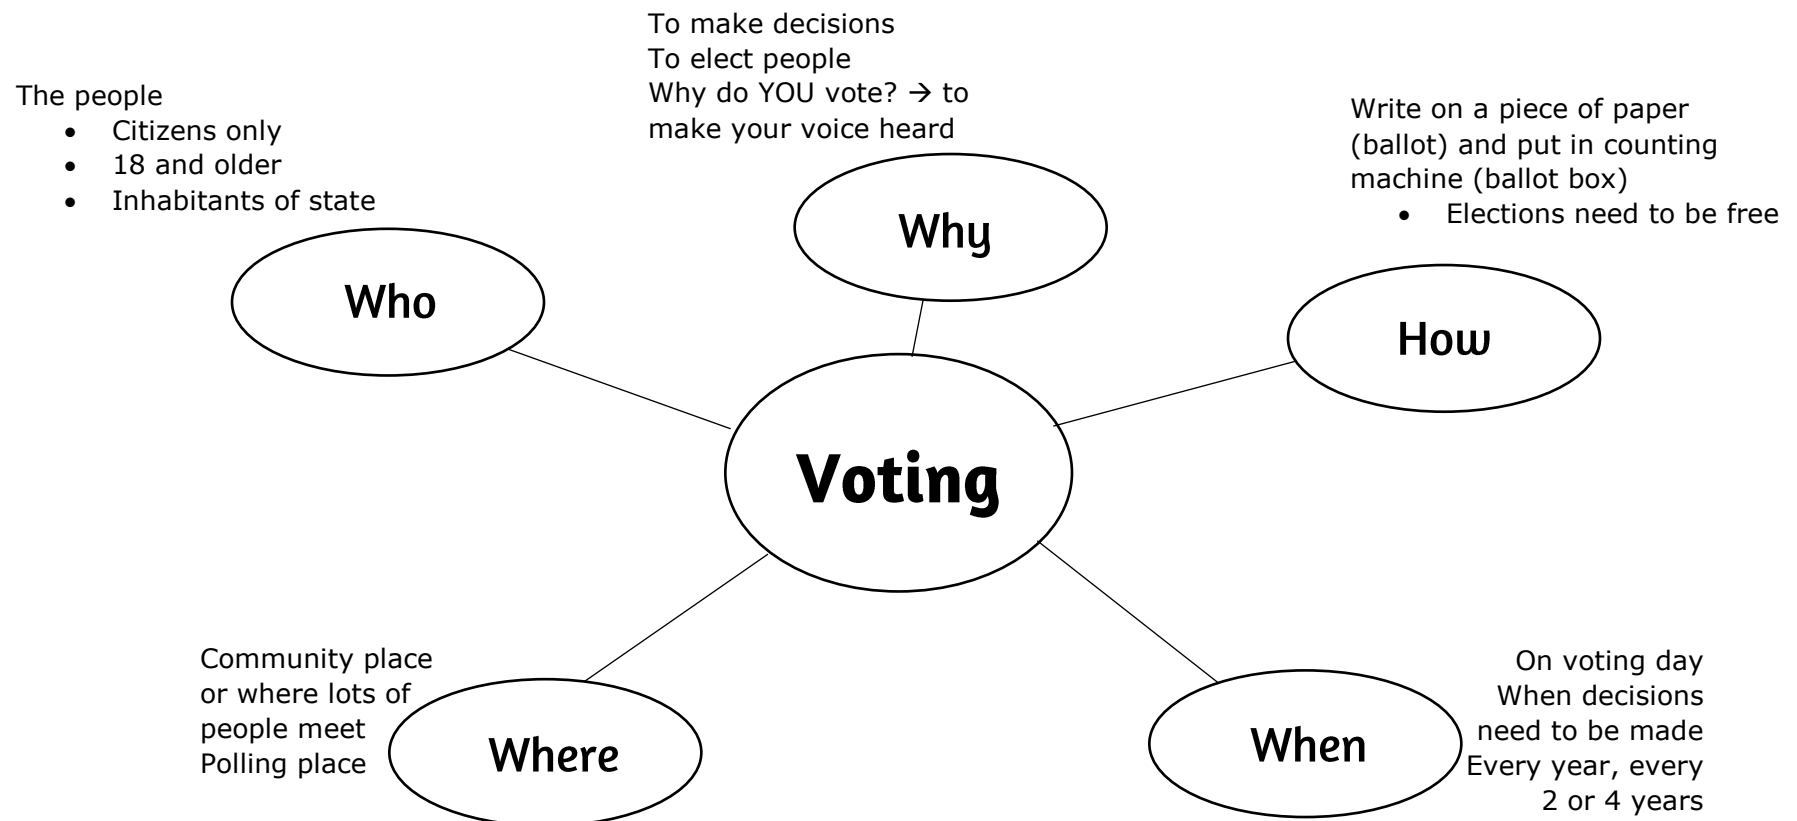 To make decisions
To elect people
Why do YOU vote? → to
make your voice heard
The people
• Citizens only
• 18 and older
• Inhabitants of state
Write on a piece of paper
(ballot) and put in counting
machine (ballot box)
• Elections need to be free
Why
Who
How
Voting
Community place
or where lots of
people meet
Polling place
Where
When
On voting day
When decisions
need to be made
Every year, every
2 or 4 years